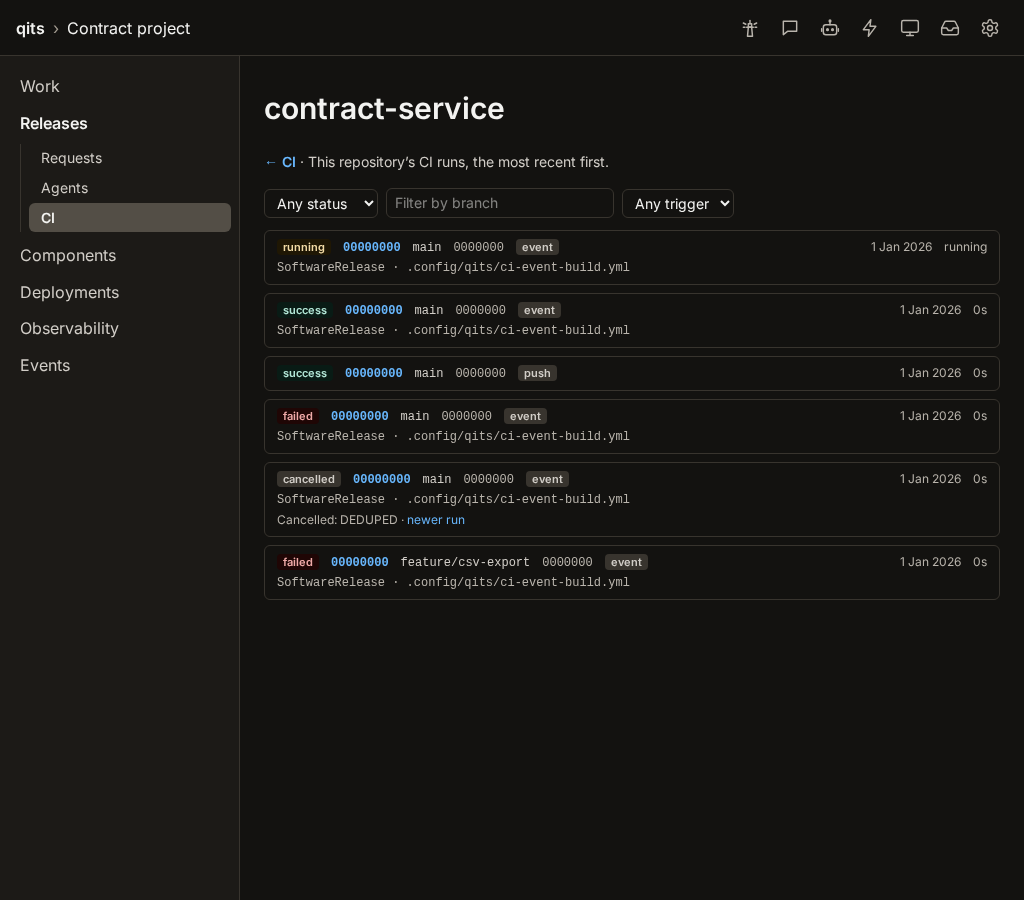 qits › Contract project
Work
Releases
Requests
Agents
CI
Components
Deployments
Observability
Events
contract-service
← CI · This repository's CI runs, the most recent first.
Any status Filter by branch Any trigger
running 00000000 main 0000000 event 1 Jan 2026 running
SoftwareRelease · .config/qits/ci-event-build.yml
success 00000000 main 0000000 event 1 Jan 2026 0s
SoftwareRelease · .config/qits/ci-event-build.yml
success 00000000 main 0000000 push 1 Jan 2026 0s
failed 00000000 main 0000000 event 1 Jan 2026 0s
SoftwareRelease · .config/qits/ci-event-build.yml
cancelled 00000000 main 0000000 event 1 Jan 2026 0s
SoftwareRelease · .config/qits/ci-event-build.yml
Cancelled: DEDUPED · newer run
failed 00000000 feature/csv-export 0000000 event 1 Jan 2026 0s
SoftwareRelease · .config/qits/ci-event-build.yml